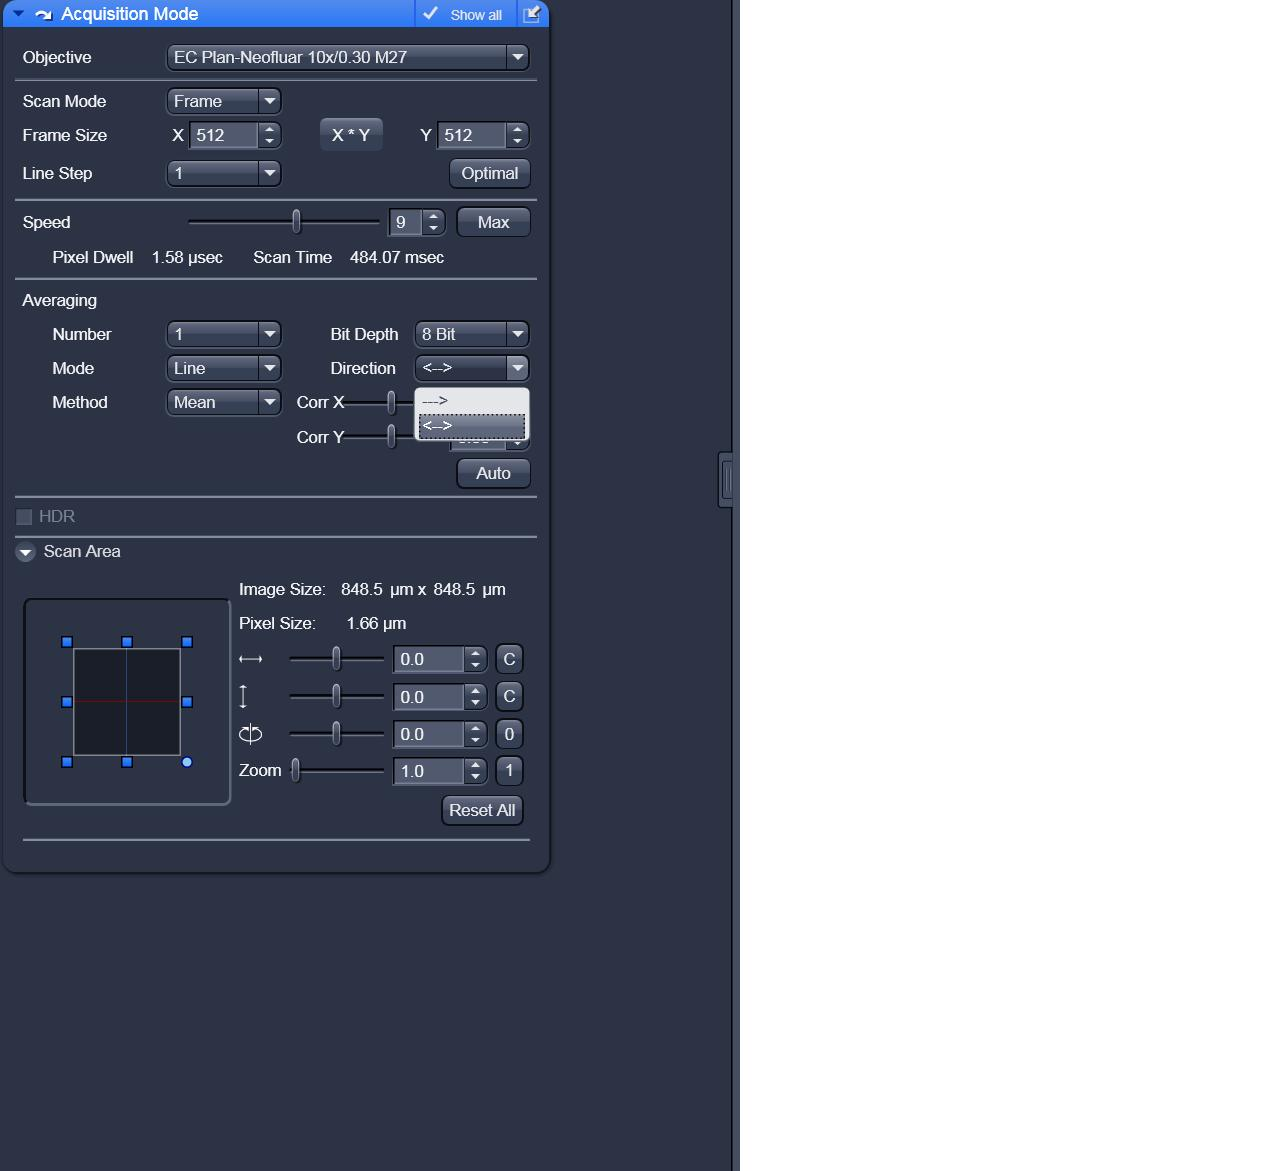 Acquisition Mode Show all
Objective EC Plan-Neofluar 10x/0.30 M27
Scan Mode Frame
Frame Size X 512 X * Y Y 512
Line Step 1 Optimal
Speed 9 Max
Pixel Dwell 1.58 µsec Scan Time 484.07 msec
Averaging
Number 1 Bit Depth 8 Bit
Mode Line Direction <-->
Method Mean Corr X --->
<-->
Corr Y
Auto
HDR
Scan Area
Image Size: 848.5 µm x 848.5 µm
Pixel Size: 1.66 µm
0.0 C
0.0 C
0.0 0
Zoom 1.0 1
Reset All